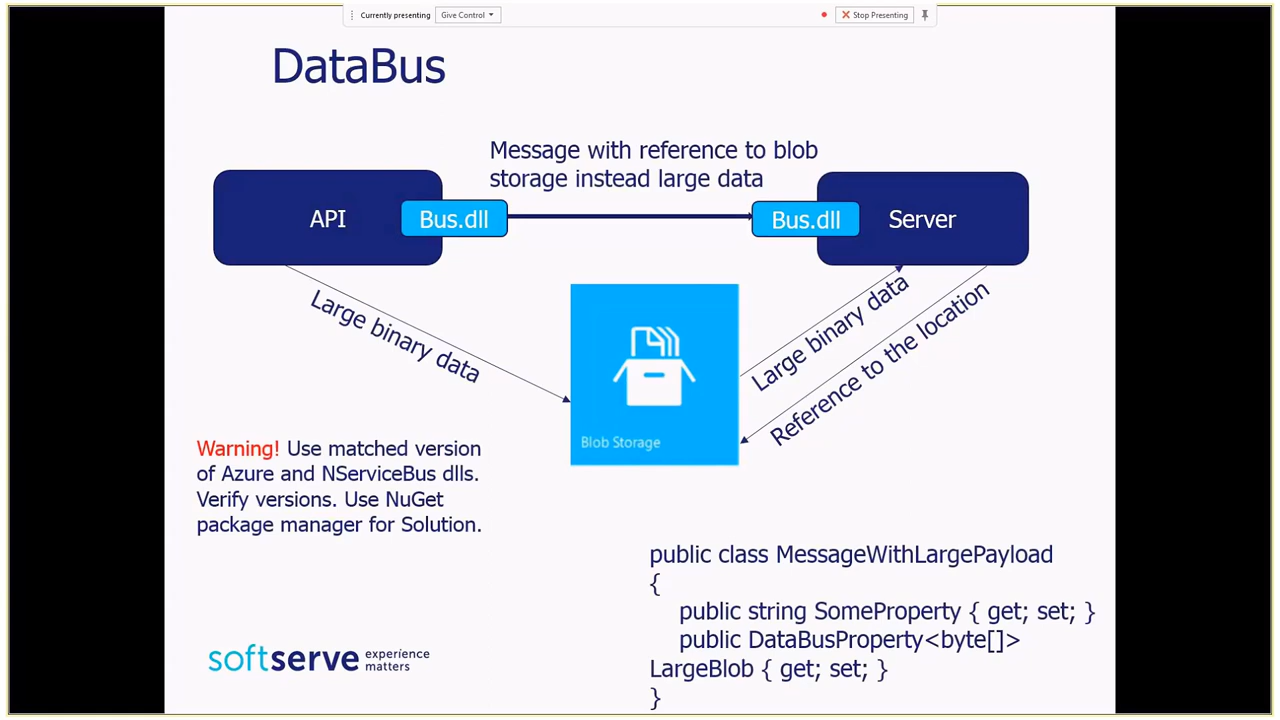 Currently presenting
Give Control
Stop Presenting
DataBus
Message with reference to blob
storage instead large data
API
Bus.dll
Bus.dll
Server
Large binary data
Large binary data
Reference to the location
Blob Storage
Warning! Use matched version
of Azure and NServiceBus dlls.
Verify versions. Use NuGet
package manager for Solution.
public class MessageWithLargePayload
{
public string SomeProperty { get; set; }
public DataBusProperty<byte[]>
LargeBlob { get; set; }
}
softserve experience
matters